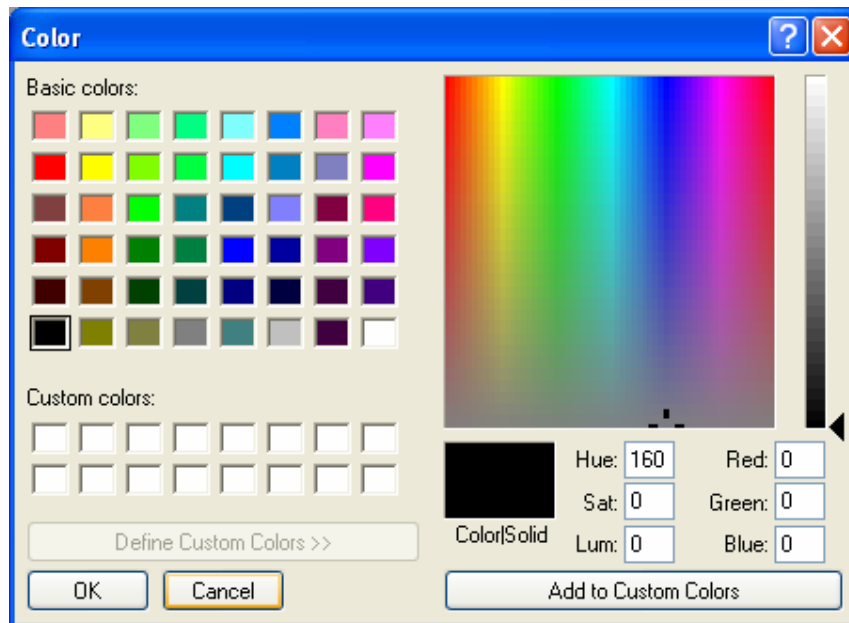 Color
?
Basic colors:
Custom colors:
Define Custom Colors >>
OK
Cancel
Color|Solid
Hue: 160
Sat: 0
Lum: 0
Red: 0
Green: 0
Blue: 0
Add to Custom Colors